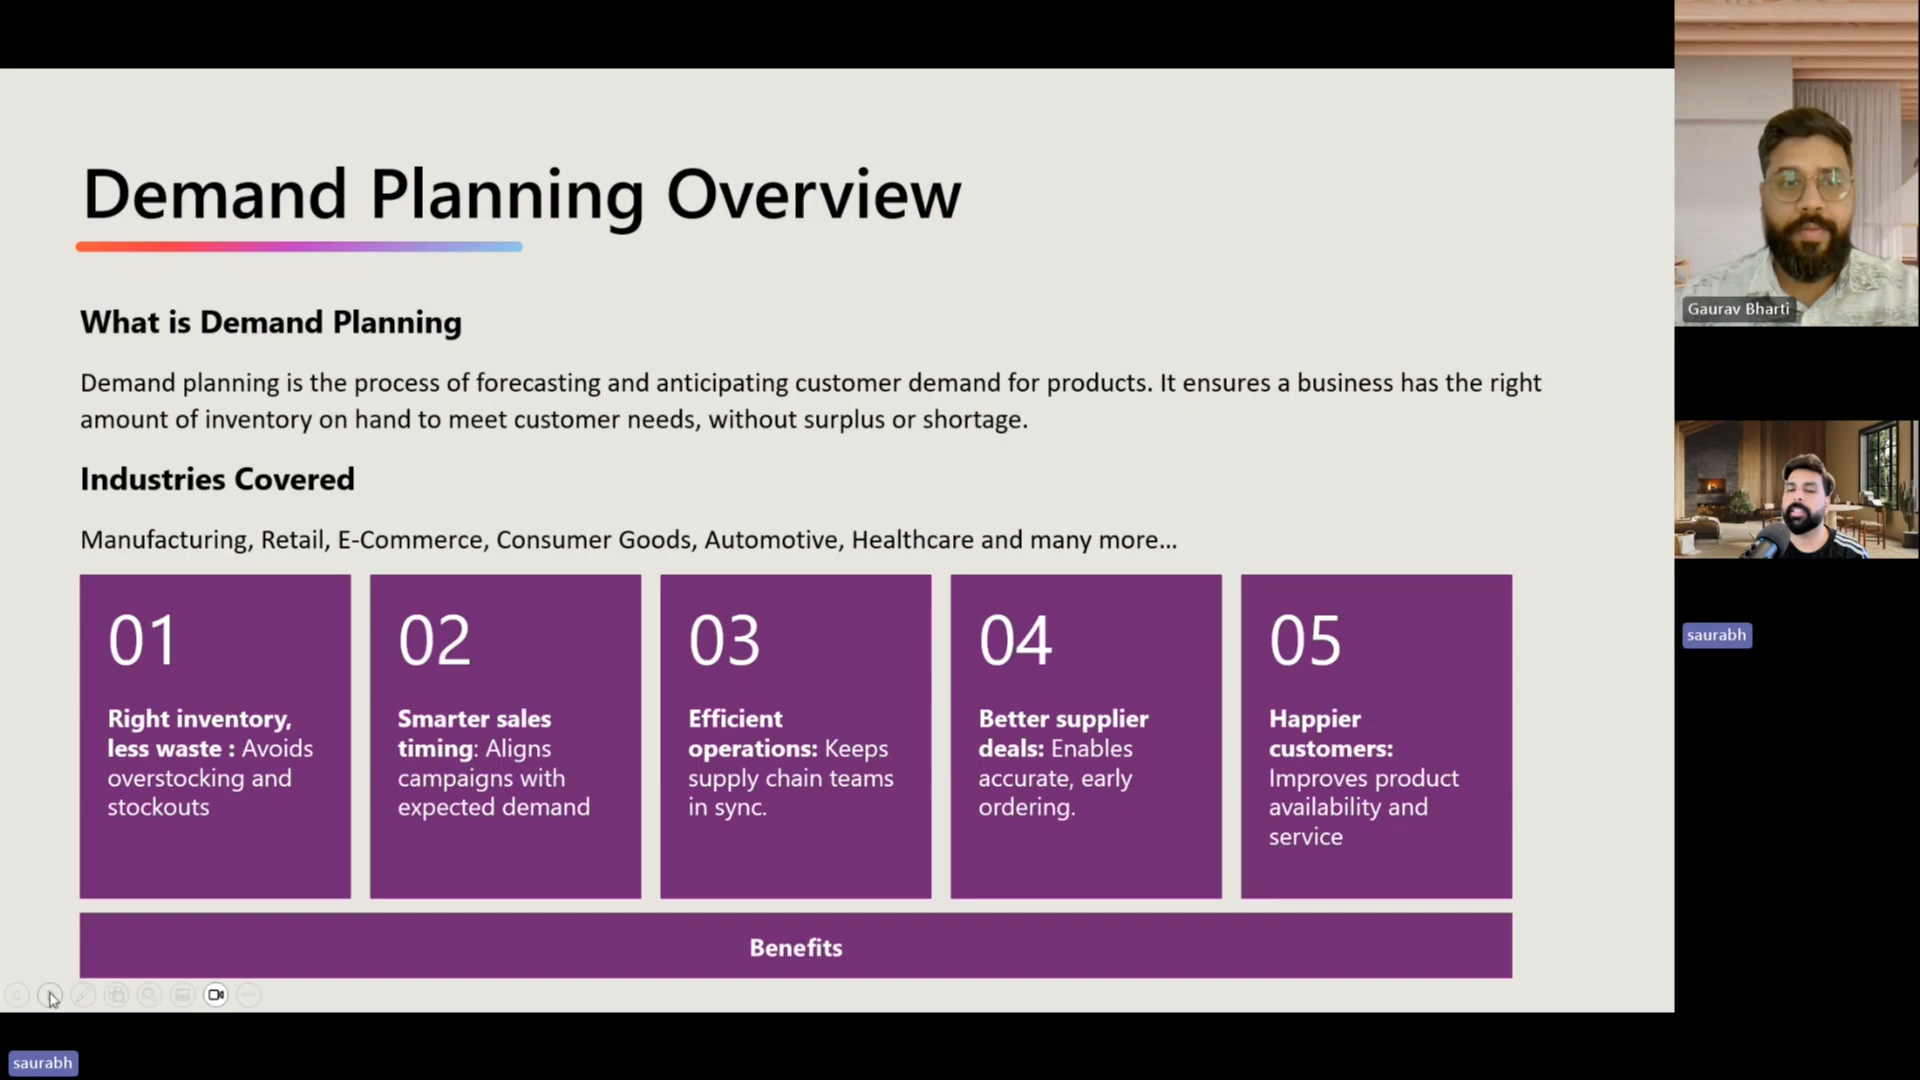 Demand Planning Overview
What is Demand Planning
Demand planning is the process of forecasting and anticipating customer demand for products. It ensures a business has the right
amount of inventory on hand to meet customer needs, without surplus or shortage.
Industries Covered
Manufacturing, Retail, E-Commerce, Consumer Goods, Automotive, Healthcare and many more...
01
Right inventory,
less waste : Avoids
overstocking and
stockouts
02
Smarter sales
timing: Aligns
campaigns with
expected demand
03
Efficient
operations: Keeps
supply chain teams
in sync.
04
Better supplier
deals: Enables
accurate, early
ordering.
05
Happier
customers:
Improves product
availability and
service
Benefits
Gaurav Bharti
saurabh
saurabh